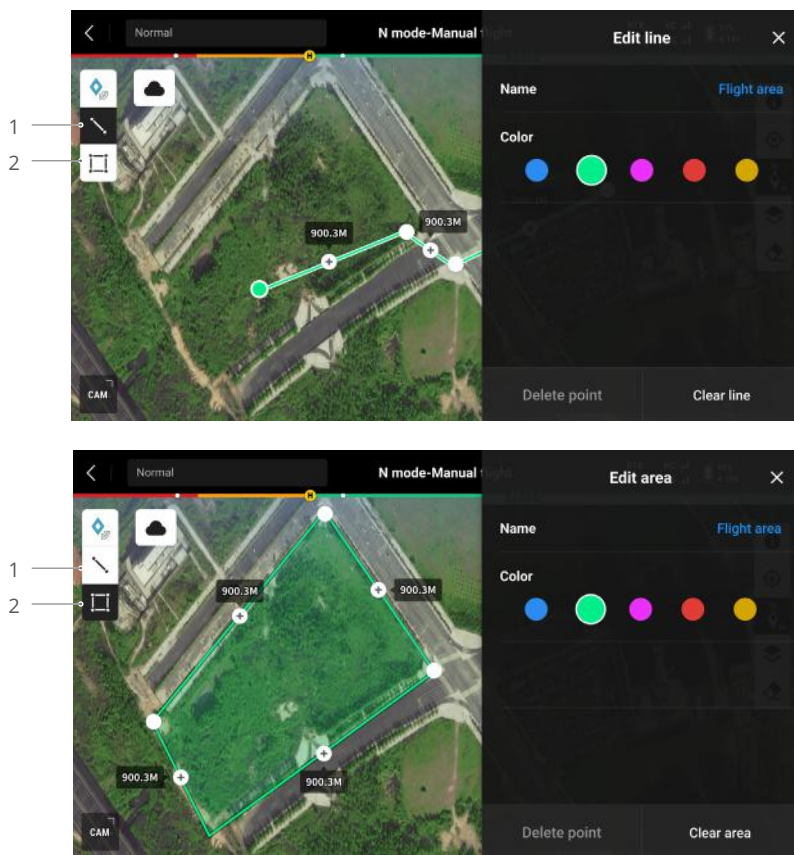 Normal
N mode-Manual flight
Edit line
Name
Flight area
Color
1
2
900.3M
900.3M
CAM
Delete point
Clear line
Normal
N mode-Manual flight
Edit area
Name
Flight area
Color
1
2
900.3M
900.3M
900.3M
900.3M
CAM
Delete point
Clear area